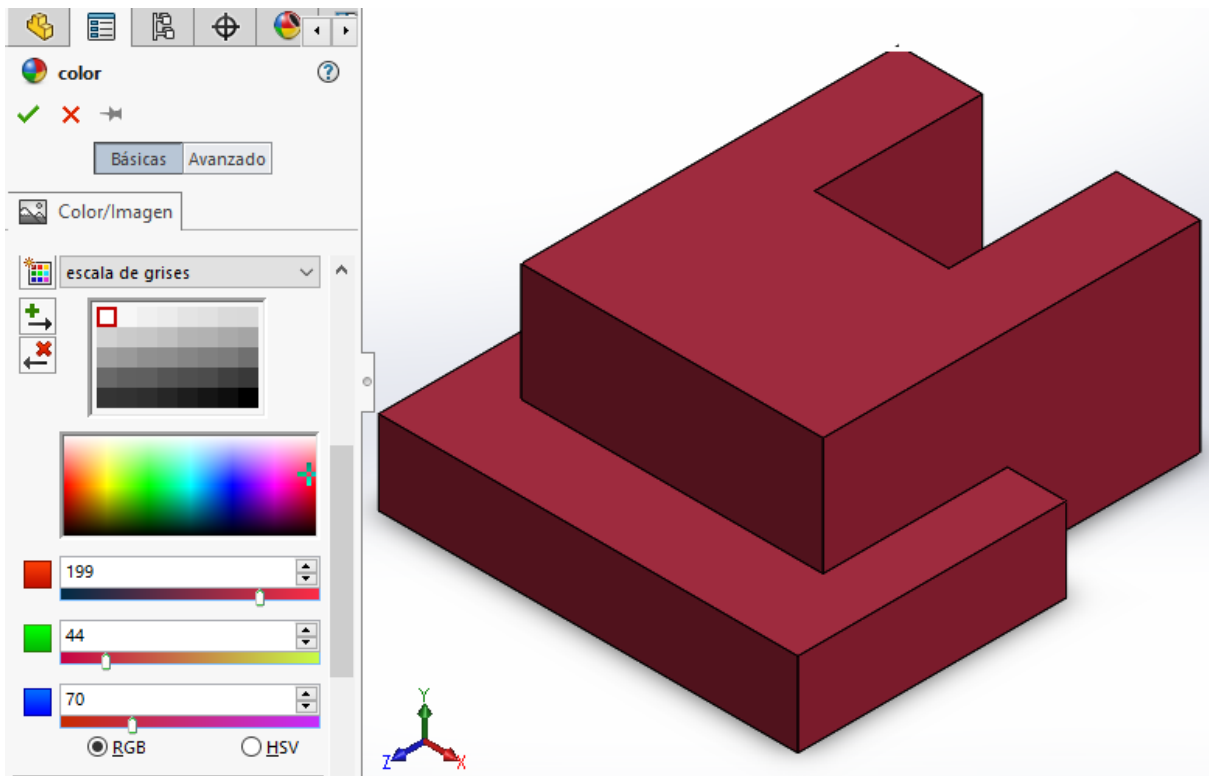 color
Básicas Avanzado
Color/Imagen
escala de grises
199
44
70
RGB HSV
Y
Z X